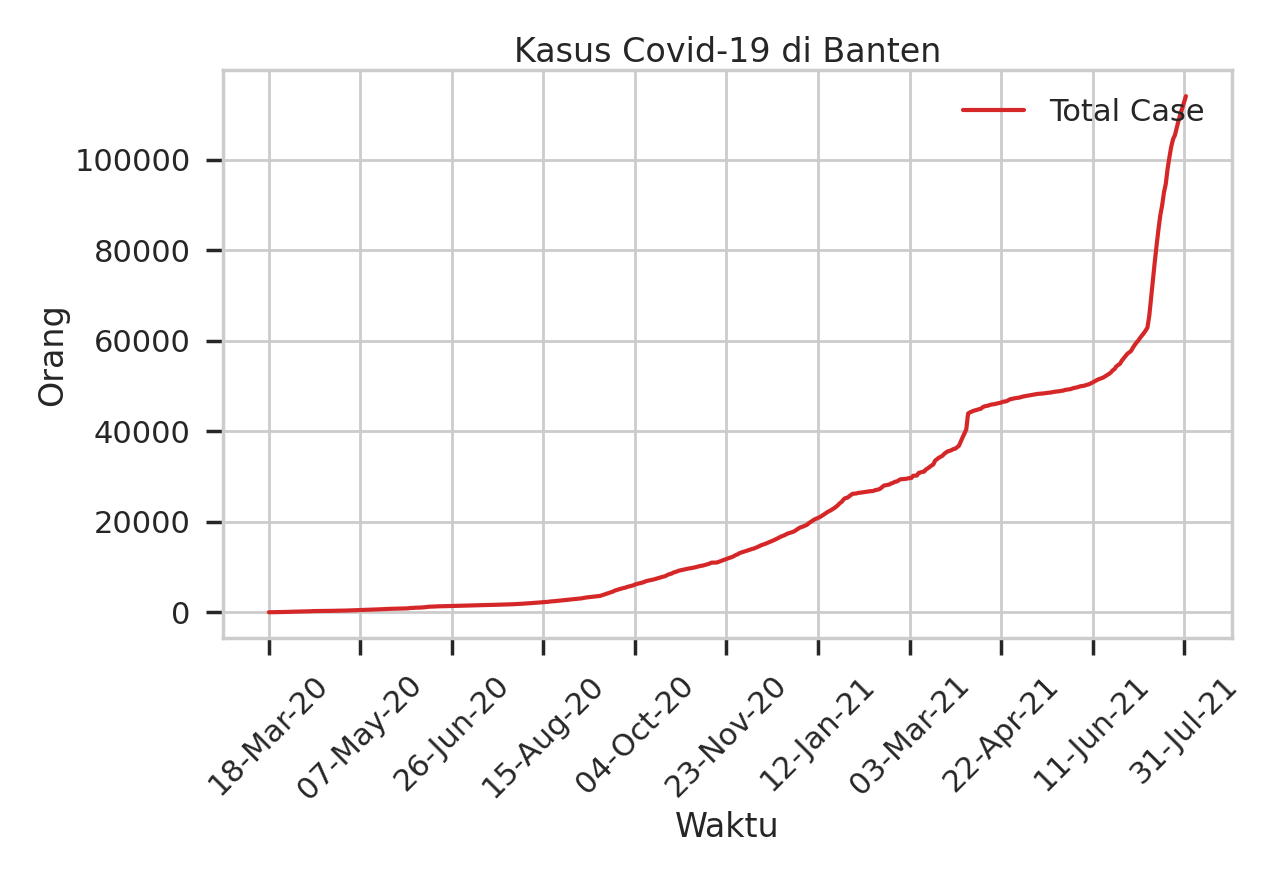 Kasus Covid-19 di Banten
Total Case
100000
80000
60000
40000
20000
0
Orang
18-Mar-20
07-May-20
26-Jun-20
15-Aug-20
04-Oct-20
23-Nov-20
12-Jan-21
03-Mar-21
22-Apr-21
11-Jun-21
31-Jul-21
Waktu